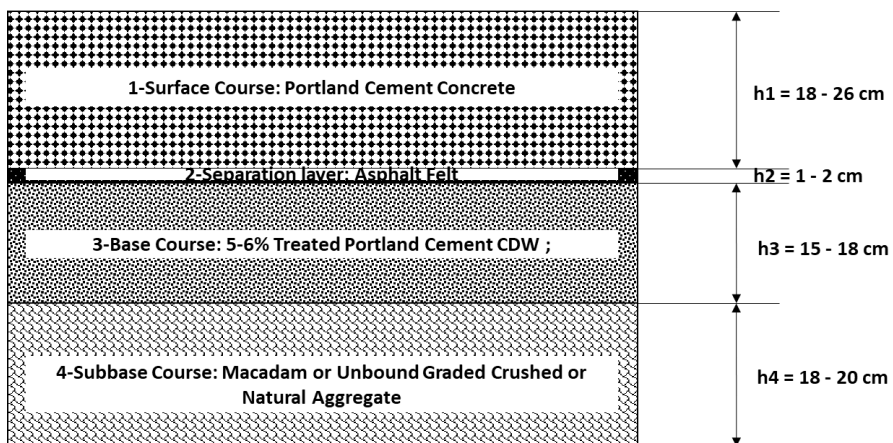 1-Surface Course: Portland Cement Concrete
h1 = 18 - 26 cm
2-Separation layer: Asphalt Felt
h2 = 1 - 2 cm
3-Base Course: 5-6% Treated Portland Cement CDW ;
h3 = 15 - 18 cm
4-Subbase Course: Macadam or Unbound Graded Crushed or
Natural Aggregate
h4 = 18 - 20 cm